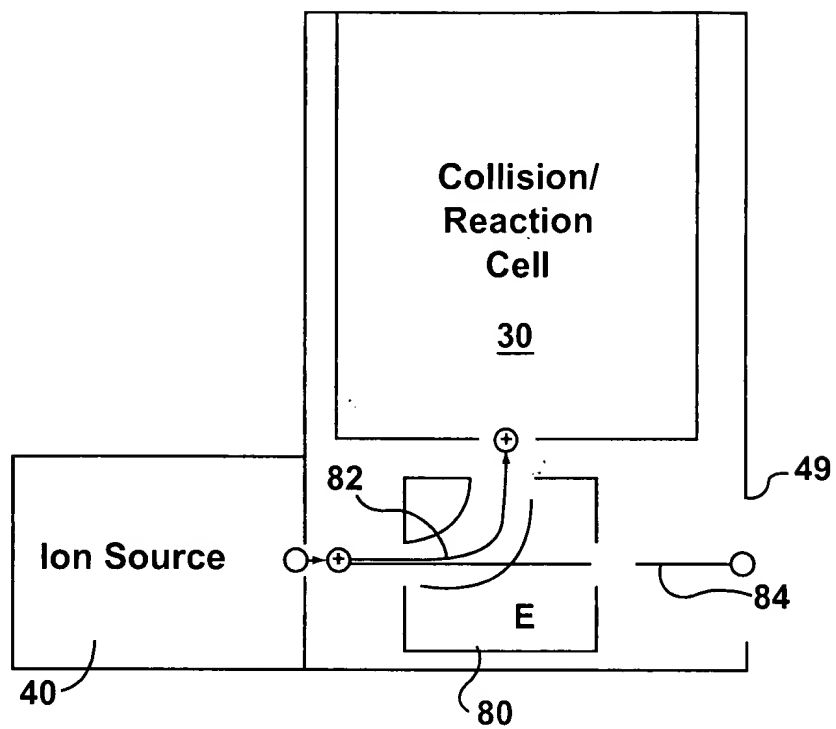 Collision/
Reaction
Cell
30
49
82
Ion Source
+
+
84
E
40
80